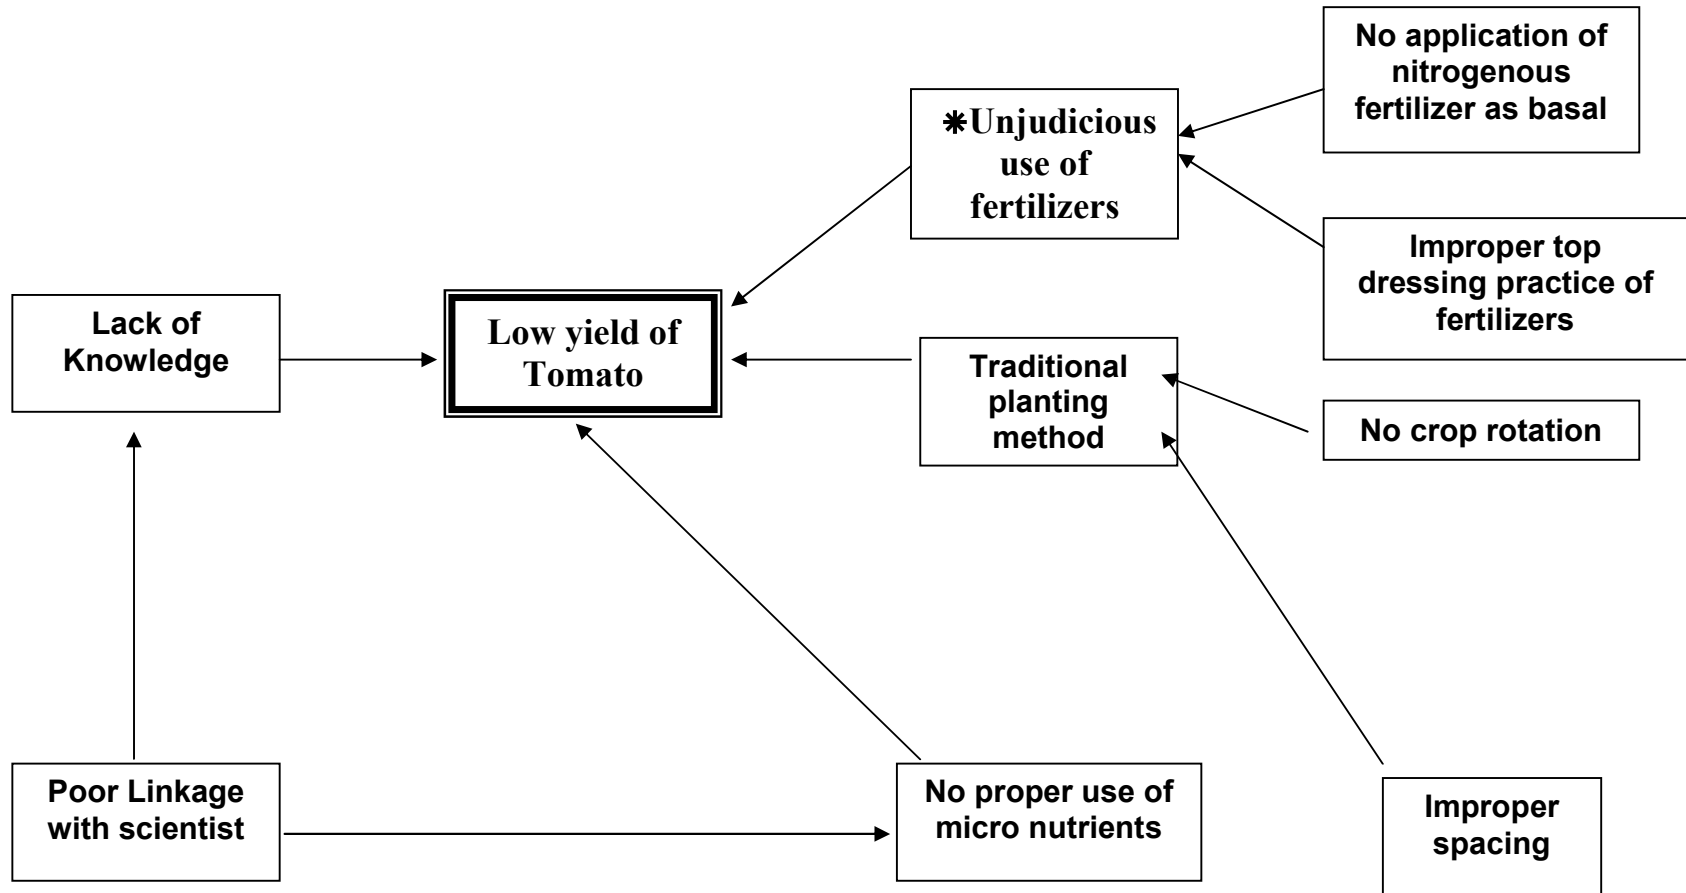 No application of
nitrogenous
fertilizer as basal
✱Unjudicious
use of
fertilizers
Improper top
dressing practice of
fertilizers
Lack of
Knowledge
Low yield of
Tomato
Traditional
planting
method
No crop rotation
Poor Linkage
with scientist
No proper use of
micro nutrients
Improper
spacing